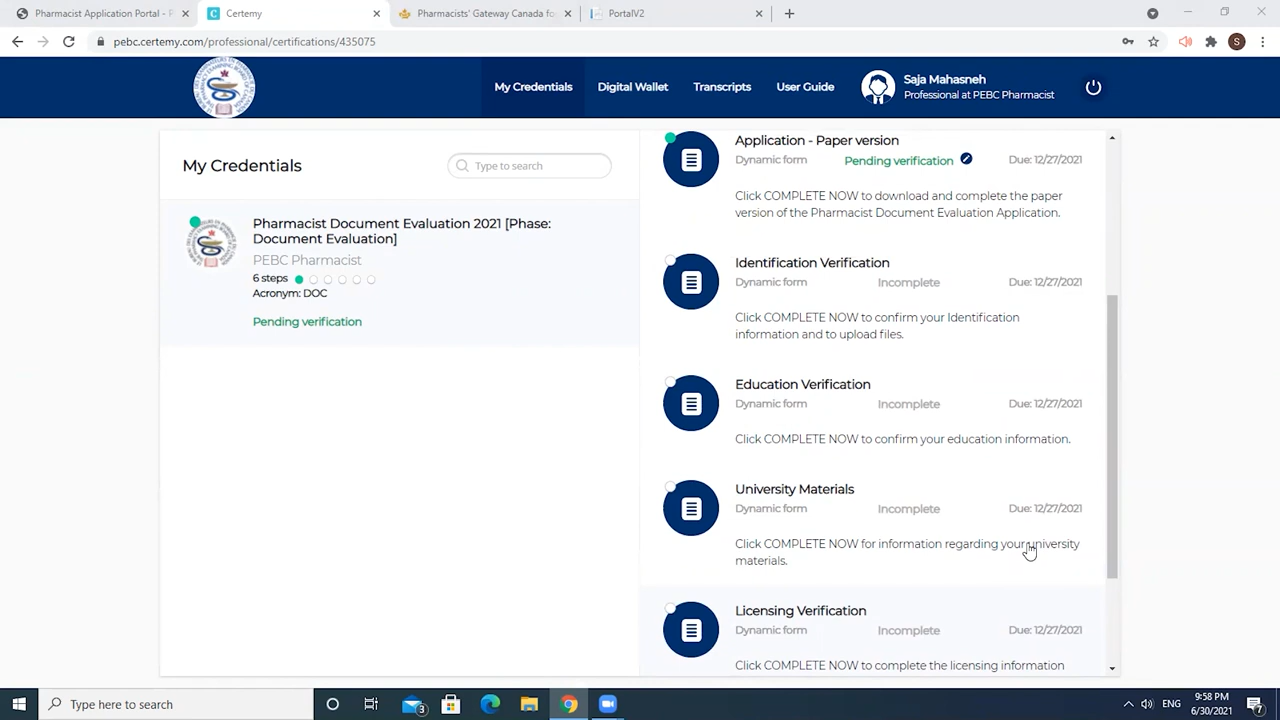 Pharmacist Application Portal - P
Certemy
Pharmacists' Gateway Canada fo
PortalV2
pebc.certemy.com/professional/certifications/435075
S
My Credentials
Digital Wallet
Transcripts
User Guide
Saja Mahasneh
Professional at PEBC Pharmacist
My Credentials
Type to search
Pharmacist Document Evaluation 2021 [Phase:
Document Evaluation]
PEBC Pharmacist
6 steps
Acronym: DOC
Pending verification
Application - Paper version
Dynamic form Pending verification Due: 12/27/2021
Click COMPLETE NOW to download and complete the paper
version of the Pharmacist Document Evaluation Application.
Identification Verification
Dynamic form Incomplete Due: 12/27/2021
Click COMPLETE NOW to confirm your Identification
information and to upload files.
Education Verification
Dynamic form Incomplete Due: 12/27/2021
Click COMPLETE NOW to confirm your education information.
University Materials
Dynamic form Incomplete Due: 12/27/2021
Click COMPLETE NOW for information regarding your university
materials.
Licensing Verification
Dynamic form Incomplete Due: 12/27/2021
Click COMPLETE NOW to complete the licensing information
Type here to search
3
ENG
9:58 PM
6/30/2021
7